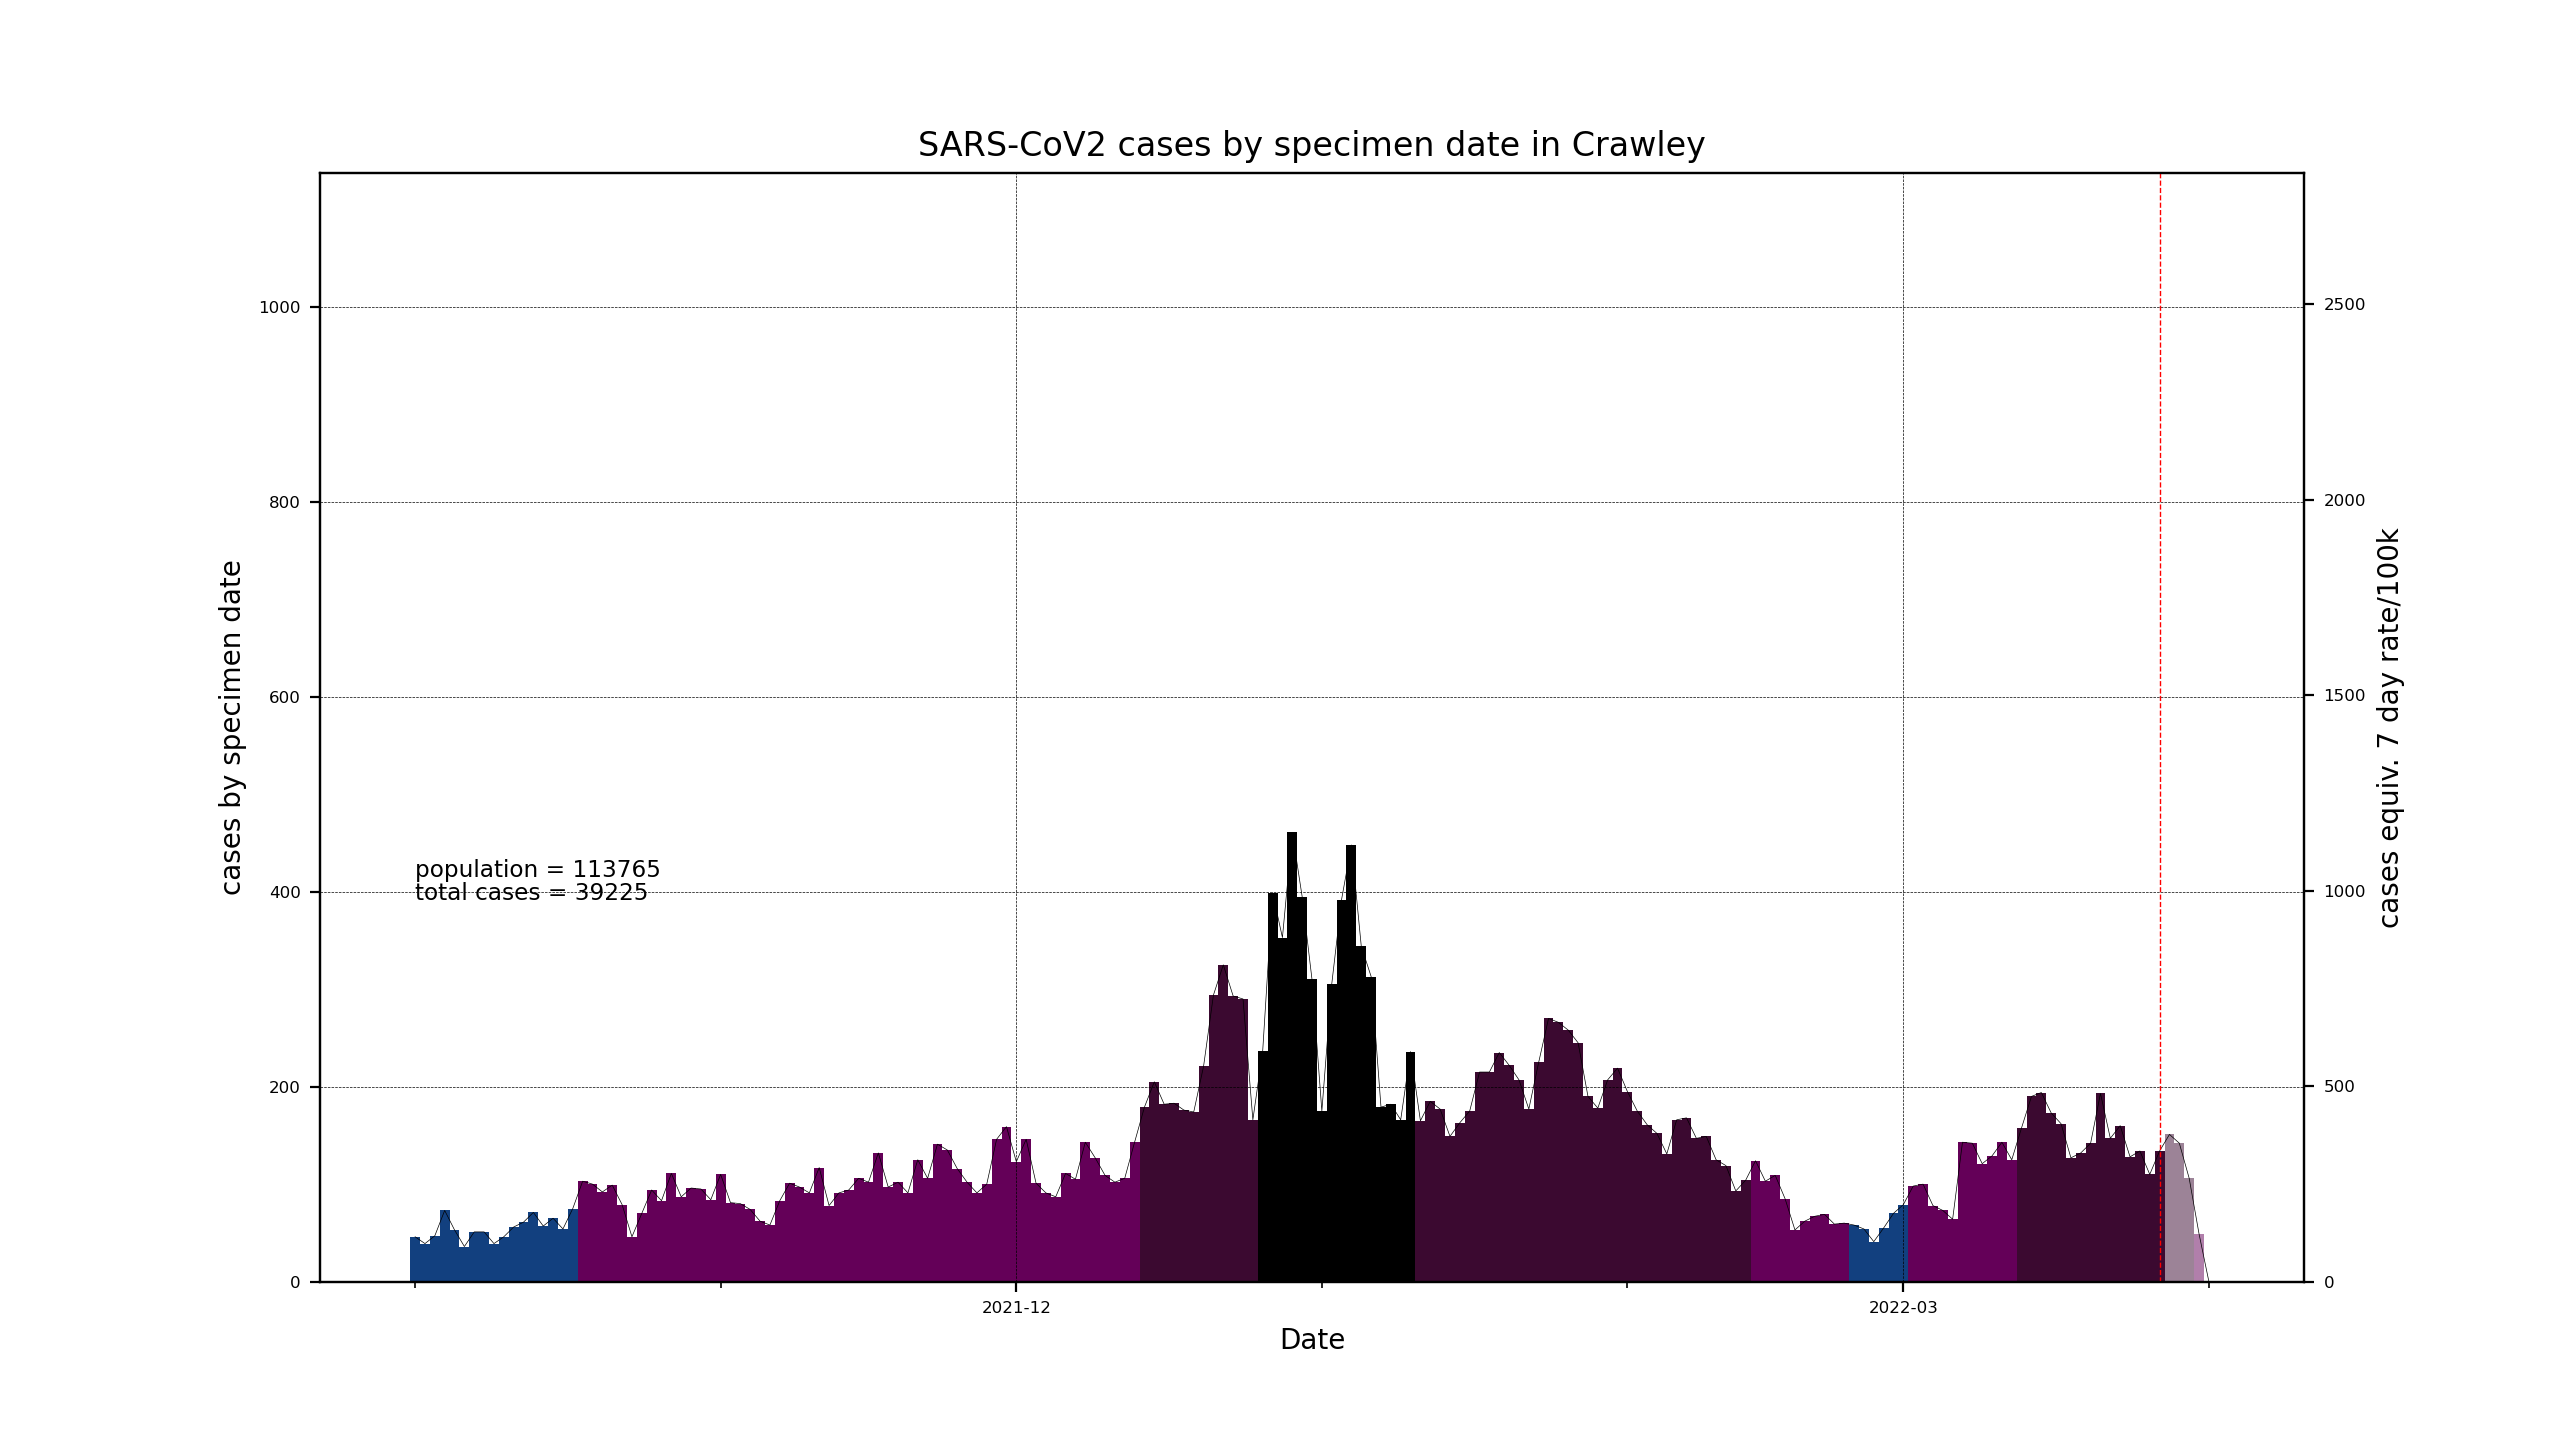 SARS-CoV2 cases by specimen date in Crawley
1000
800
600
400
200
0
cases by specimen date
population = 113765
total cases = 39225
2500
2000
1500
1000
500
0
cases equiv. 7 day rate/100k
2021-12
2022-03
Date